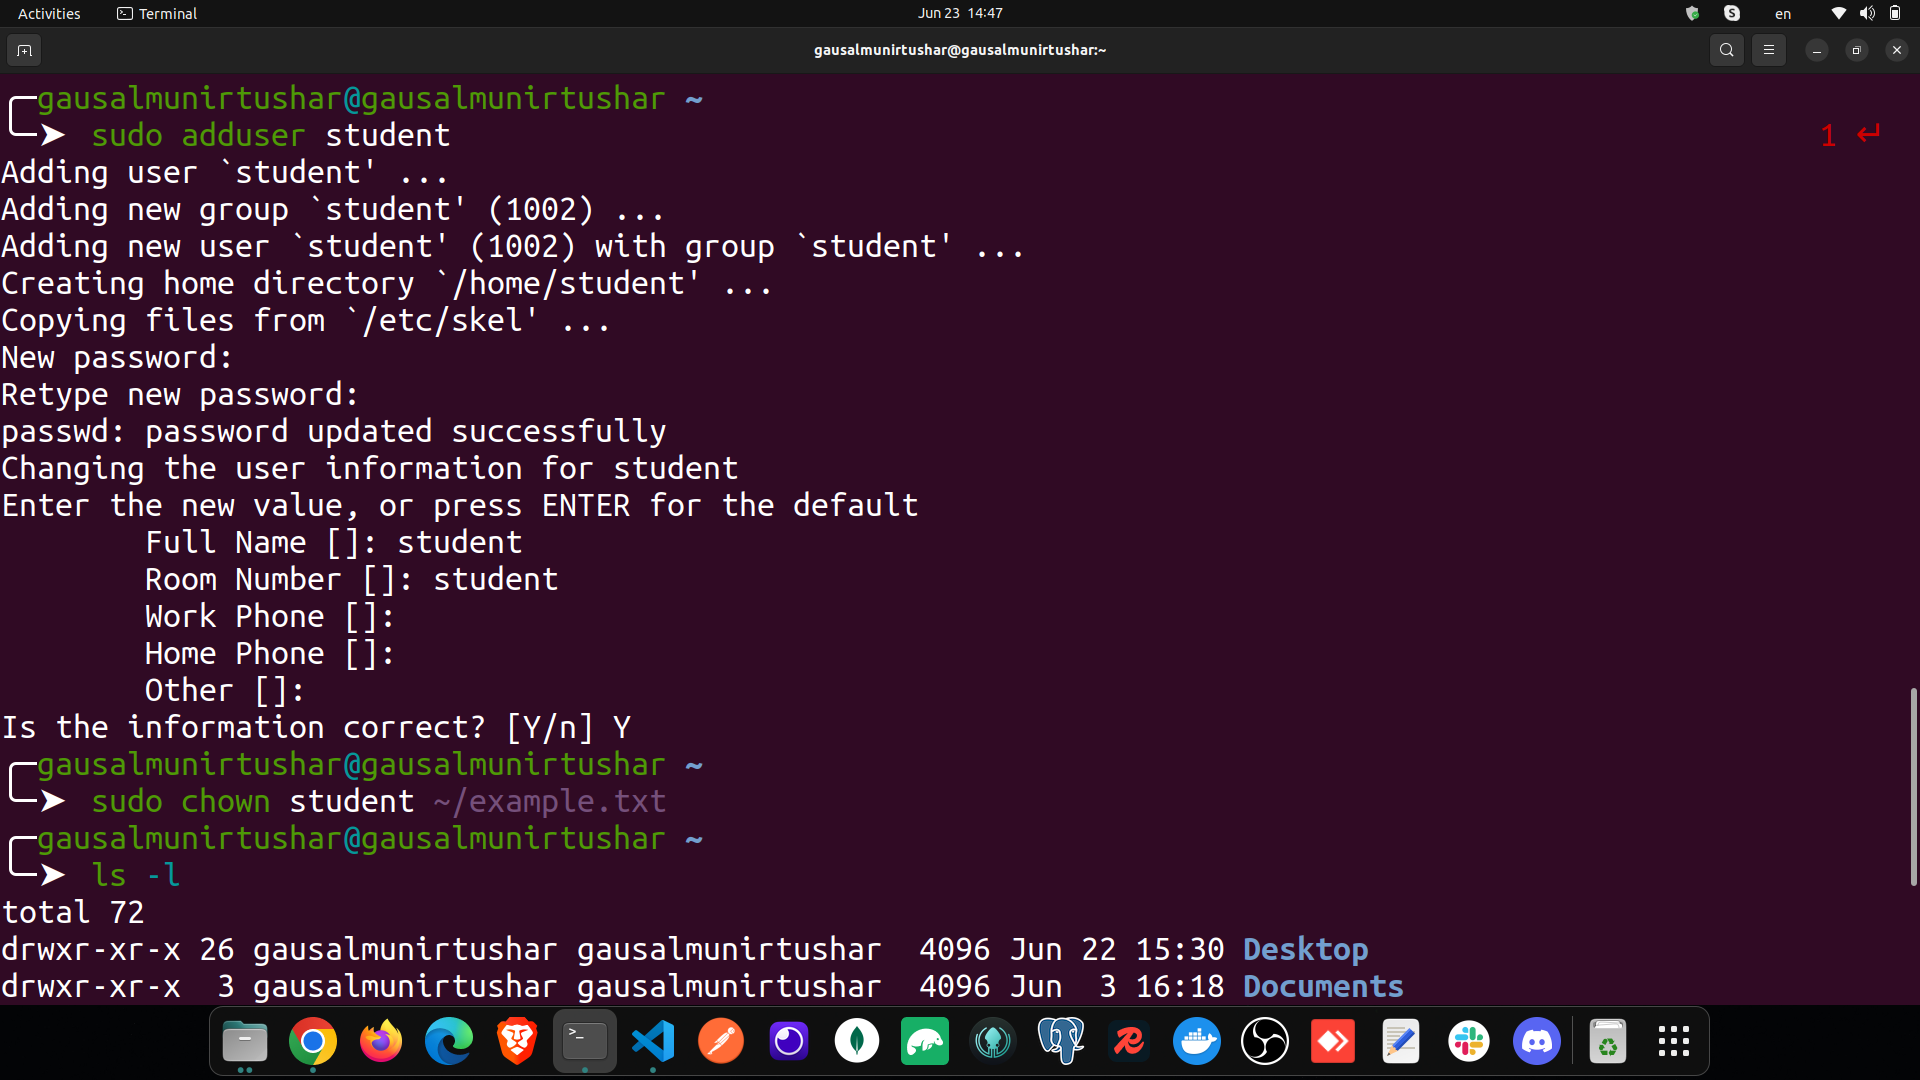 Activities Terminal Jun 23 14:47 en
gausalmunirtushar@gausalmunirtushar:~
gausalmunirtushar@gausalmunirtushar ~
➤ sudo adduser student 1 ↵
Adding user `student' ...
Adding new group `student' (1002) ...
Adding new user `student' (1002) with group `student' ...
Creating home directory `/home/student' ...
Copying files from `/etc/skel' ...
New password:
Retype new password:
passwd: password updated successfully
Changing the user information for student
Enter the new value, or press ENTER for the default
Full Name []: student
Room Number []: student
Work Phone []:
Home Phone []:
Other []:
Is the information correct? [Y/n] Y
gausalmunirtushar@gausalmunirtushar ~
➤ sudo chown student ~/example.txt
gausalmunirtushar@gausalmunirtushar ~
➤ ls -l
total 72
drwxr-xr-x 26 gausalmunirtushar gausalmunirtushar 4096 Jun 22 15:30 Desktop
drwxr-xr-x 3 gausalmunirtushar gausalmunirtushar 4096 Jun 3 16:18 Documents